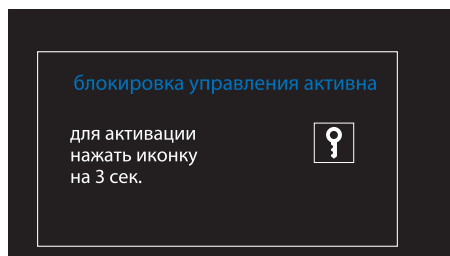 блокировка управления активна
для активации
нажать иконку
на 3 сек.